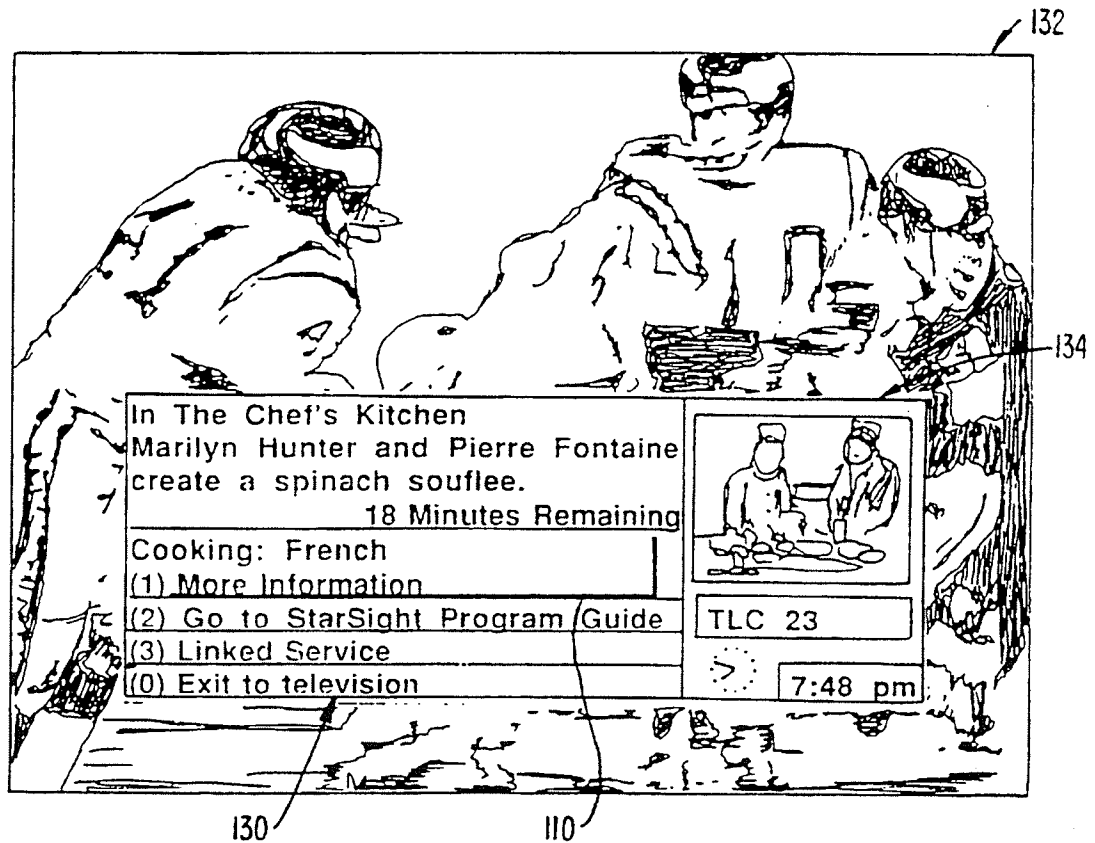 132
134
In The Chef's Kitchen
Marilyn Hunter and Pierre Fontaine
create a spinach souflee.
18 Minutes Remaining
Cooking: French
(1) More Information
(2) Go to StarSight Program Guide
(3) Linked Service
(0) Exit to television
TLC 23
7:48 pm
130
110